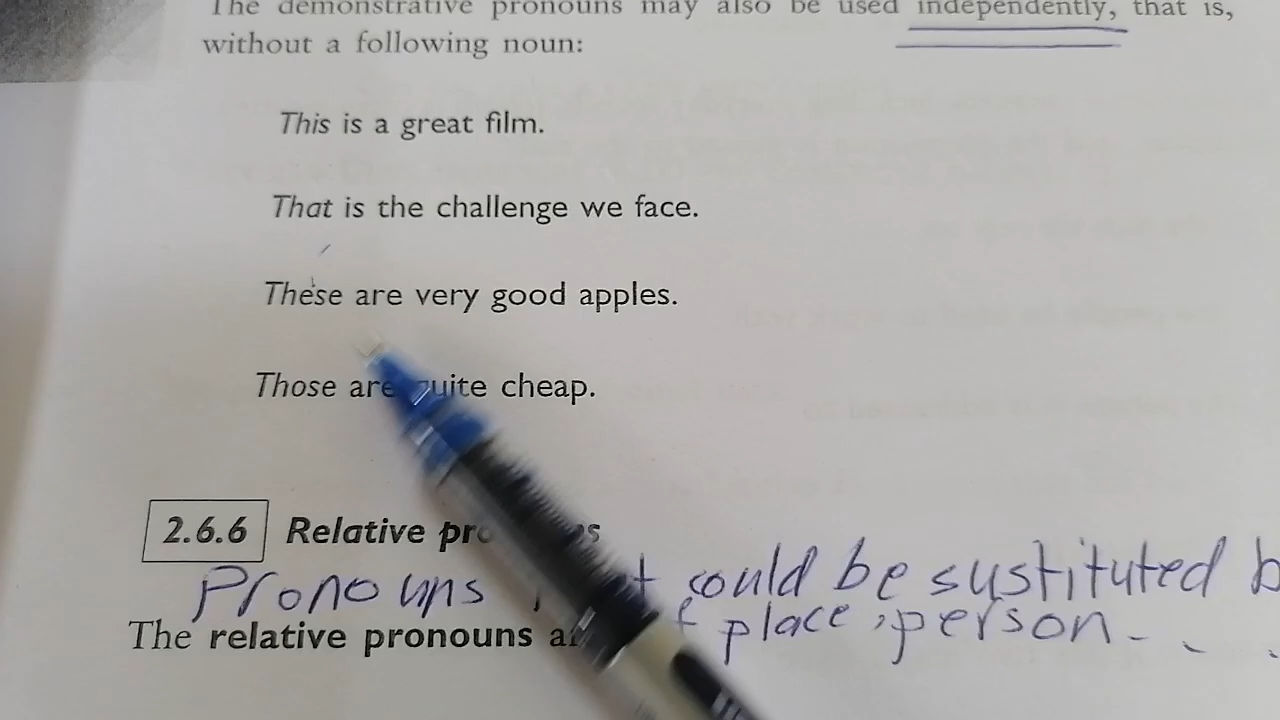 The demonstrative pronouns may also be used independently, that is,
without a following noun:
This is a great film.
That is the challenge we face.
These are very good apples.
Those are quite cheap.
2.6.6 Relative
Pronouns could be sustituted
place, person
The relative pronouns